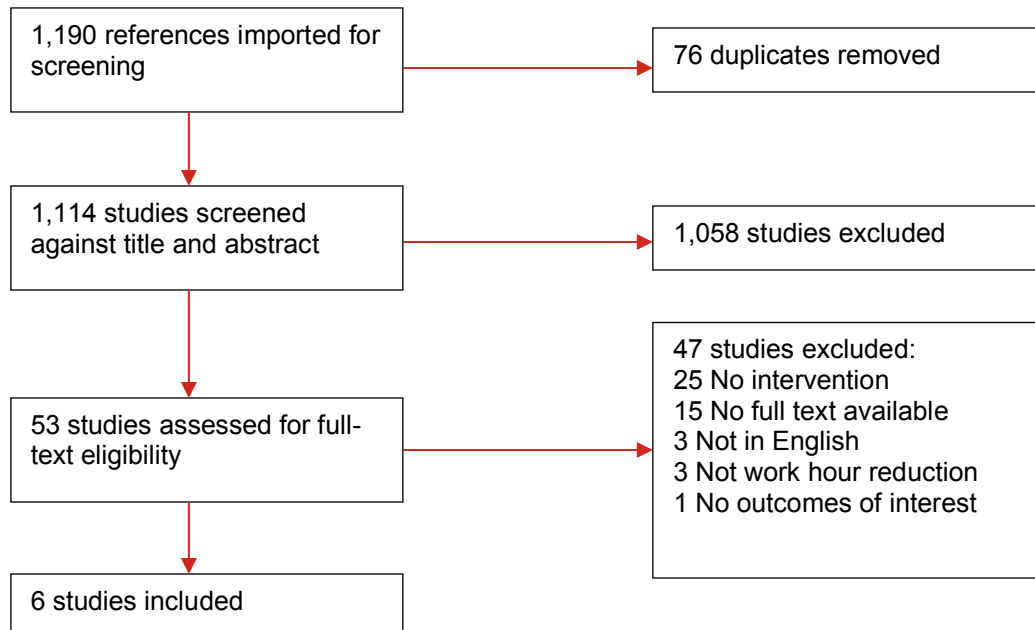 1,190 references imported for
screening
76 duplicates removed
1,114 studies screened
against title and abstract
1,058 studies excluded
53 studies assessed for full-
text eligibility
47 studies excluded:
25 No intervention
15 No full text available
3 Not in English
3 Not work hour reduction
1 No outcomes of interest
6 studies included